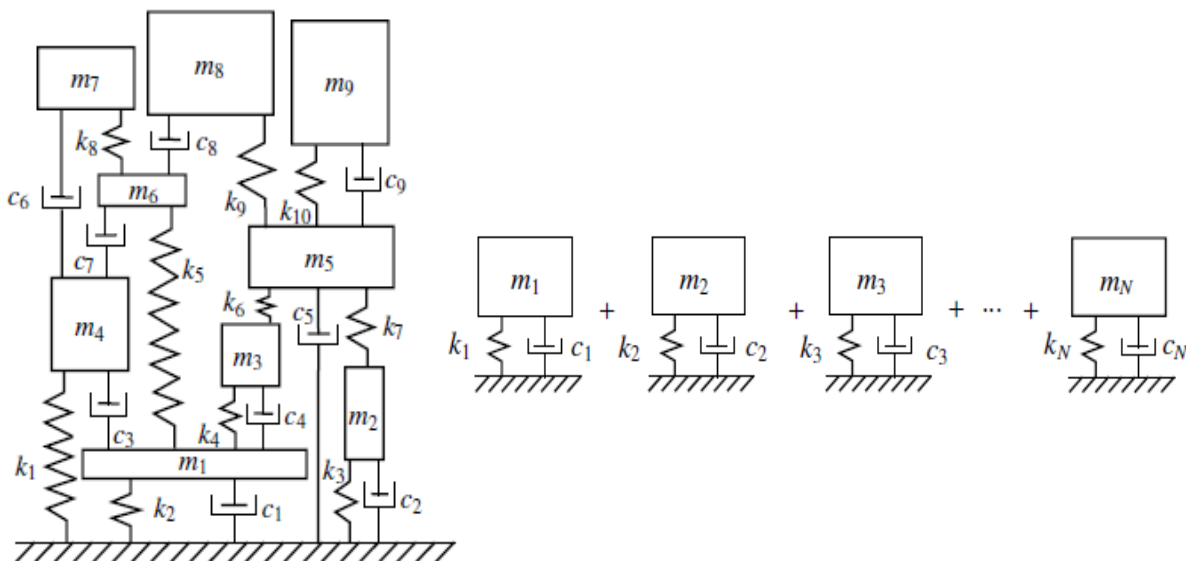 m8
m7
m9
k8
c8
c9
m6
c6
k9
k10
c7
k5
m5
m1 + m2 + m3 + ... + mN
k6
c5
k7
m4
m3
k1 c1 k2 c2 k3 c3 kN cN
c4
m2
c3
k4
k1
m1
k3
k2
c1
c2